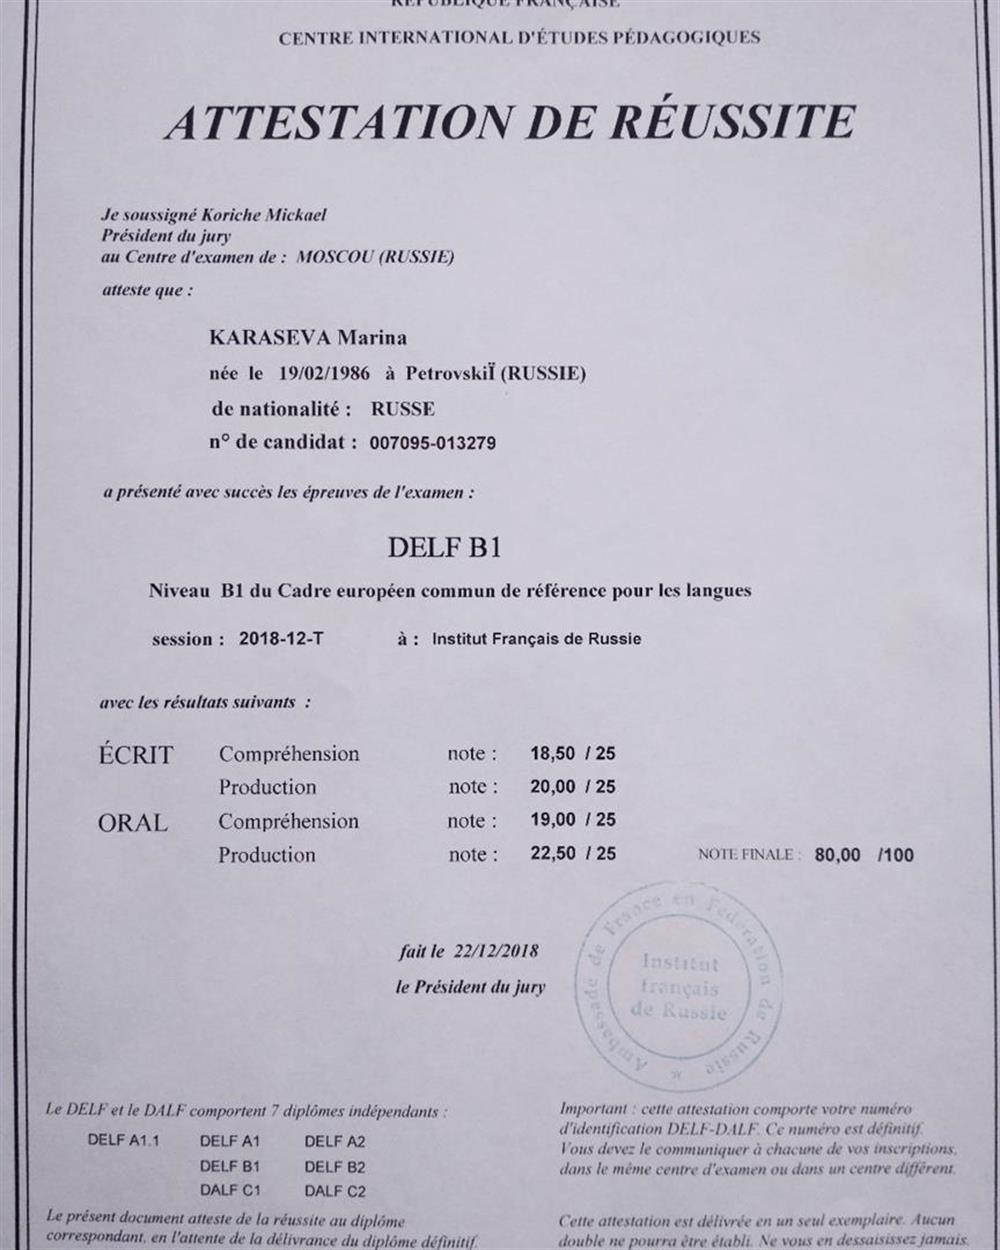 RÉPUBLIQUE FRANÇAISE
CENTRE INTERNATIONAL D'ÉTUDES PÉDAGOGIQUES
ATTESTATION DE RÉUSSITE
Je soussigné Koriche Mickael
Président du jury
au Centre d'examen de : MOSCOU (RUSSIE)
atteste que :
KARASEVA Marina
née le 19/02/1986 à PetrovskiÏ (RUSSIE)
de nationalité : RUSSE
n° de candidat : 007095-013279
a présenté avec succès les épreuves de l'examen :
DELF B1
Niveau B1 du Cadre européen commun de référence pour les langues
session : 2018-12-T à : Institut Français de Russie
avec les résultats suivants :
ÉCRIT Compréhension note : 18,50 / 25
Production note : 20,00 / 25
ORAL Compréhension note : 19,00 / 25
Production note : 22,50 / 25 NOTE FINALE : 80,00 /100
fait le 22/12/2018
le Président du jury
Ambassade de France en Fédération de Russie
Institut
français
de Russie
Le DELF et le DALF comportent 7 diplômes indépendants :
DELF A1.1 DELF A1 DELF A2
DELF B1 DELF B2
DALF C1 DALF C2
Le présent document atteste de la réussite au diplôme
correspondant, en l'attente de la délivrance du diplôme définitif.
Important : cette attestation comporte votre numéro
d'identification DELF-DALF. Ce numéro est définitif.
Vous devez le communiquer à chacune de vos inscriptions,
dans le même centre d'examen ou dans un centre différent.
Cette attestation est délivrée en un seul exemplaire. Aucun
double ne pourra être établi. Ne vous en dessaisissez jamais.